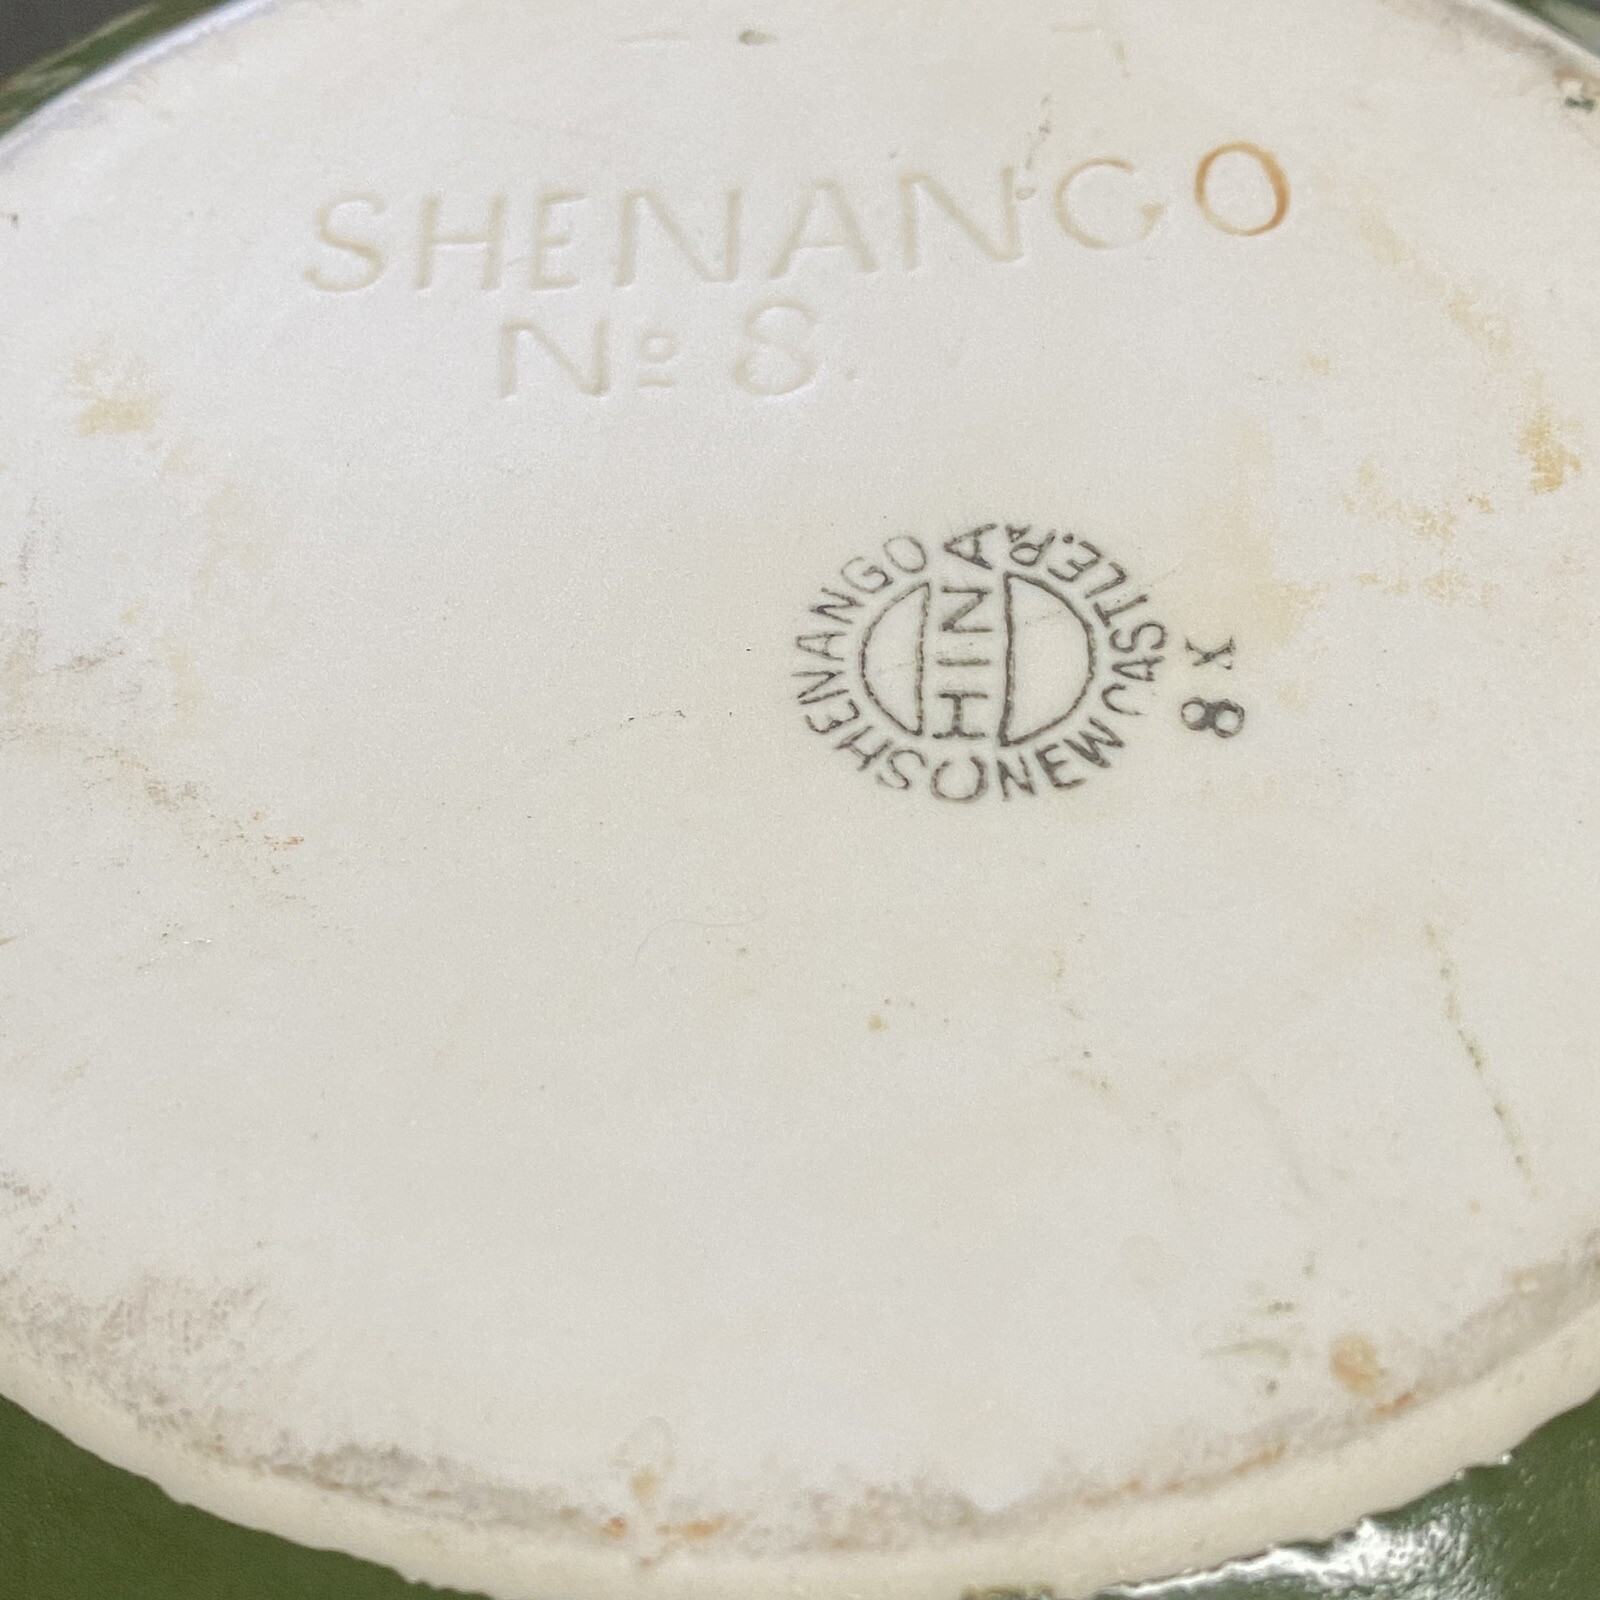 SHENANGO
Nº 8.
SHENANGO
CHINA
NEW CASTLE.PA
X 8